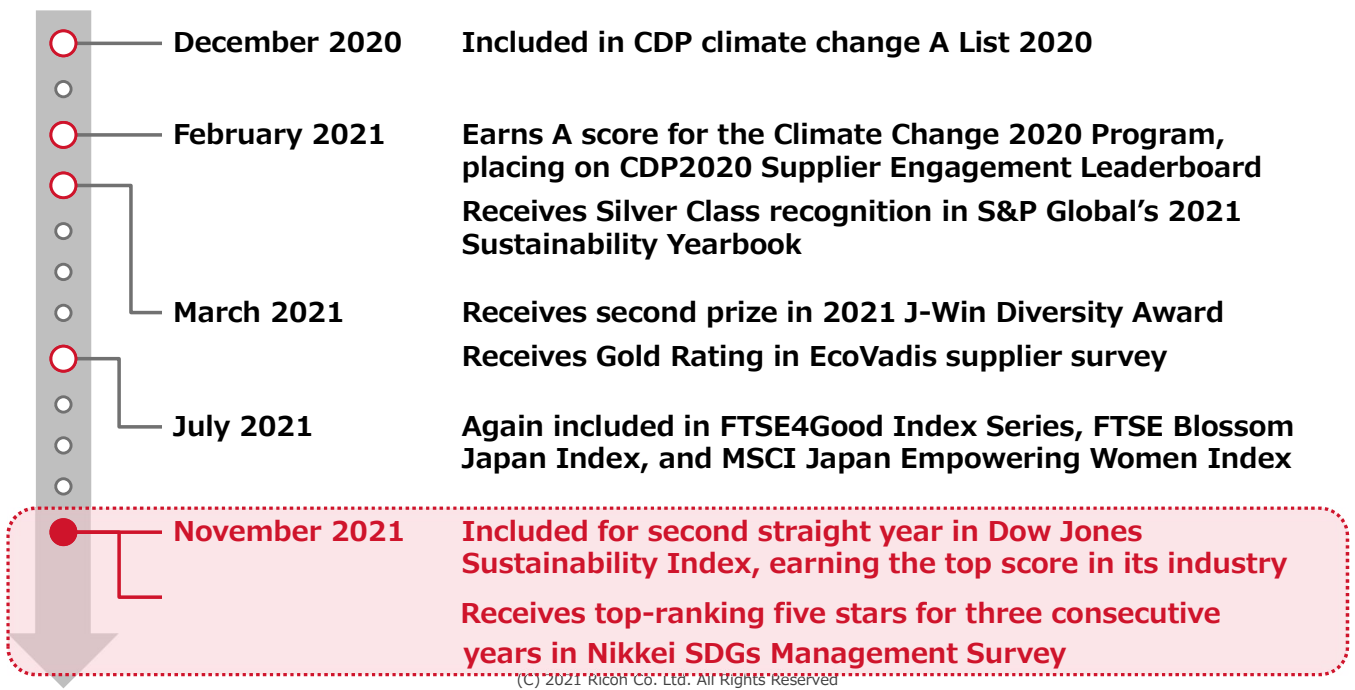 December 2020 Included in CDP climate change A List 2020
February 2021 Earns A score for the Climate Change 2020 Program,
placing on CDP2020 Supplier Engagement Leaderboard
Receives Silver Class recognition in S&P Global’s 2021
Sustainability Yearbook
March 2021 Receives second prize in 2021 J-Win Diversity Award
Receives Gold Rating in EcoVadis supplier survey
July 2021 Again included in FTSE4Good Index Series, FTSE Blossom
Japan Index, and MSCI Japan Empowering Women Index
November 2021 Included for second straight year in Dow Jones
Sustainability Index, earning the top score in its industry
Receives top-ranking five stars for three consecutive
years in Nikkei SDGs Management Survey
(C) 2021 Ricoh Co. Ltd. All Rights Reserved